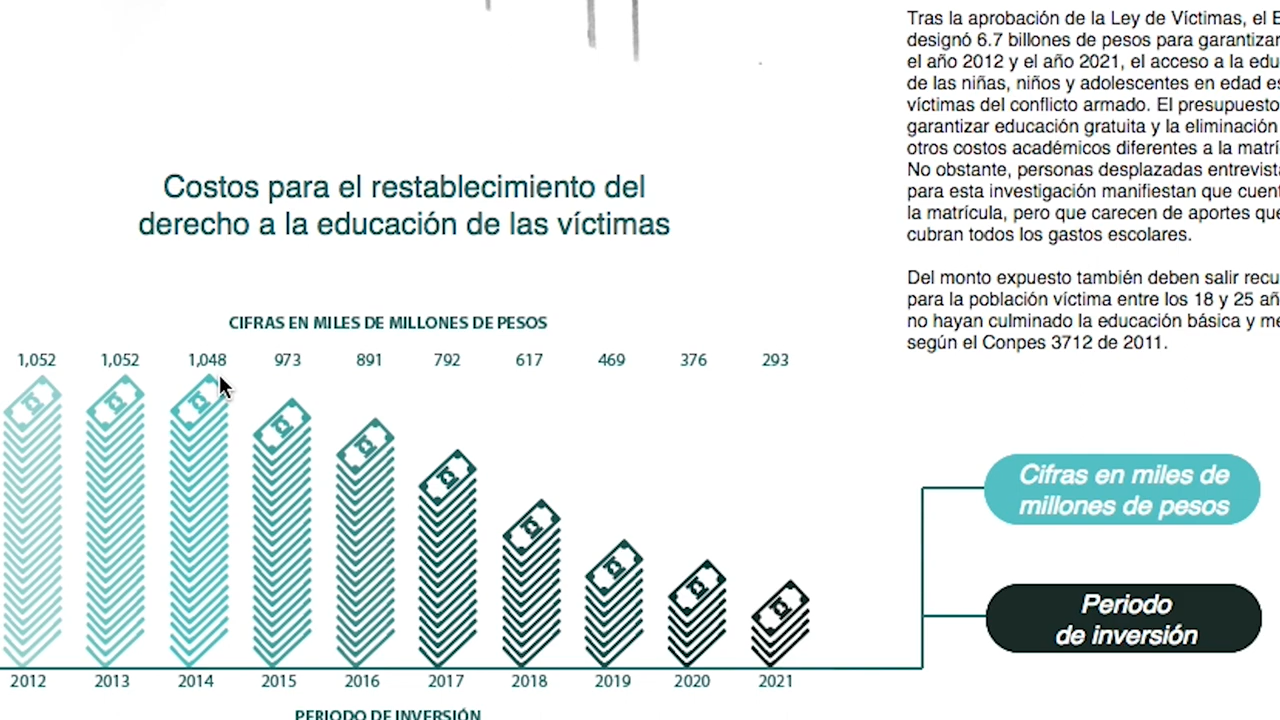 Tras la aprobación de la Ley de Víctimas, el
designó 6.7 billones de pesos para garantizar
el año 2012 y el año 2021, el acceso a la
de las niñas, niños y adolescentes en edad
víctimas del conflicto armado. El presupuesto
garantizar educación gratuita y la eliminación
otros costos académicos diferentes a la
No obstante, personas desplazadas
para esta investigación manifiestan que
la matrícula, pero que carecen de aportes
cubran todos los gastos escolares.
Del monto expuesto también deben salir
para la población víctima entre los 18 y 25
no hayan culminado la educación básica y
según el Conpes 3712 de 2011.
Costos para el restablecimiento del
derecho a la educación de las víctimas
CIFRAS EN MILES DE MILLONES DE PESOS
1,052 1,052 1,048 973 891 792 617 469 376 293
2012 2013 2014 2015 2016 2017 2018 2019 2020 2021
PERIODO DE INVERSIÓN
Cifras en miles de
millones de pesos
Periodo
de inversión